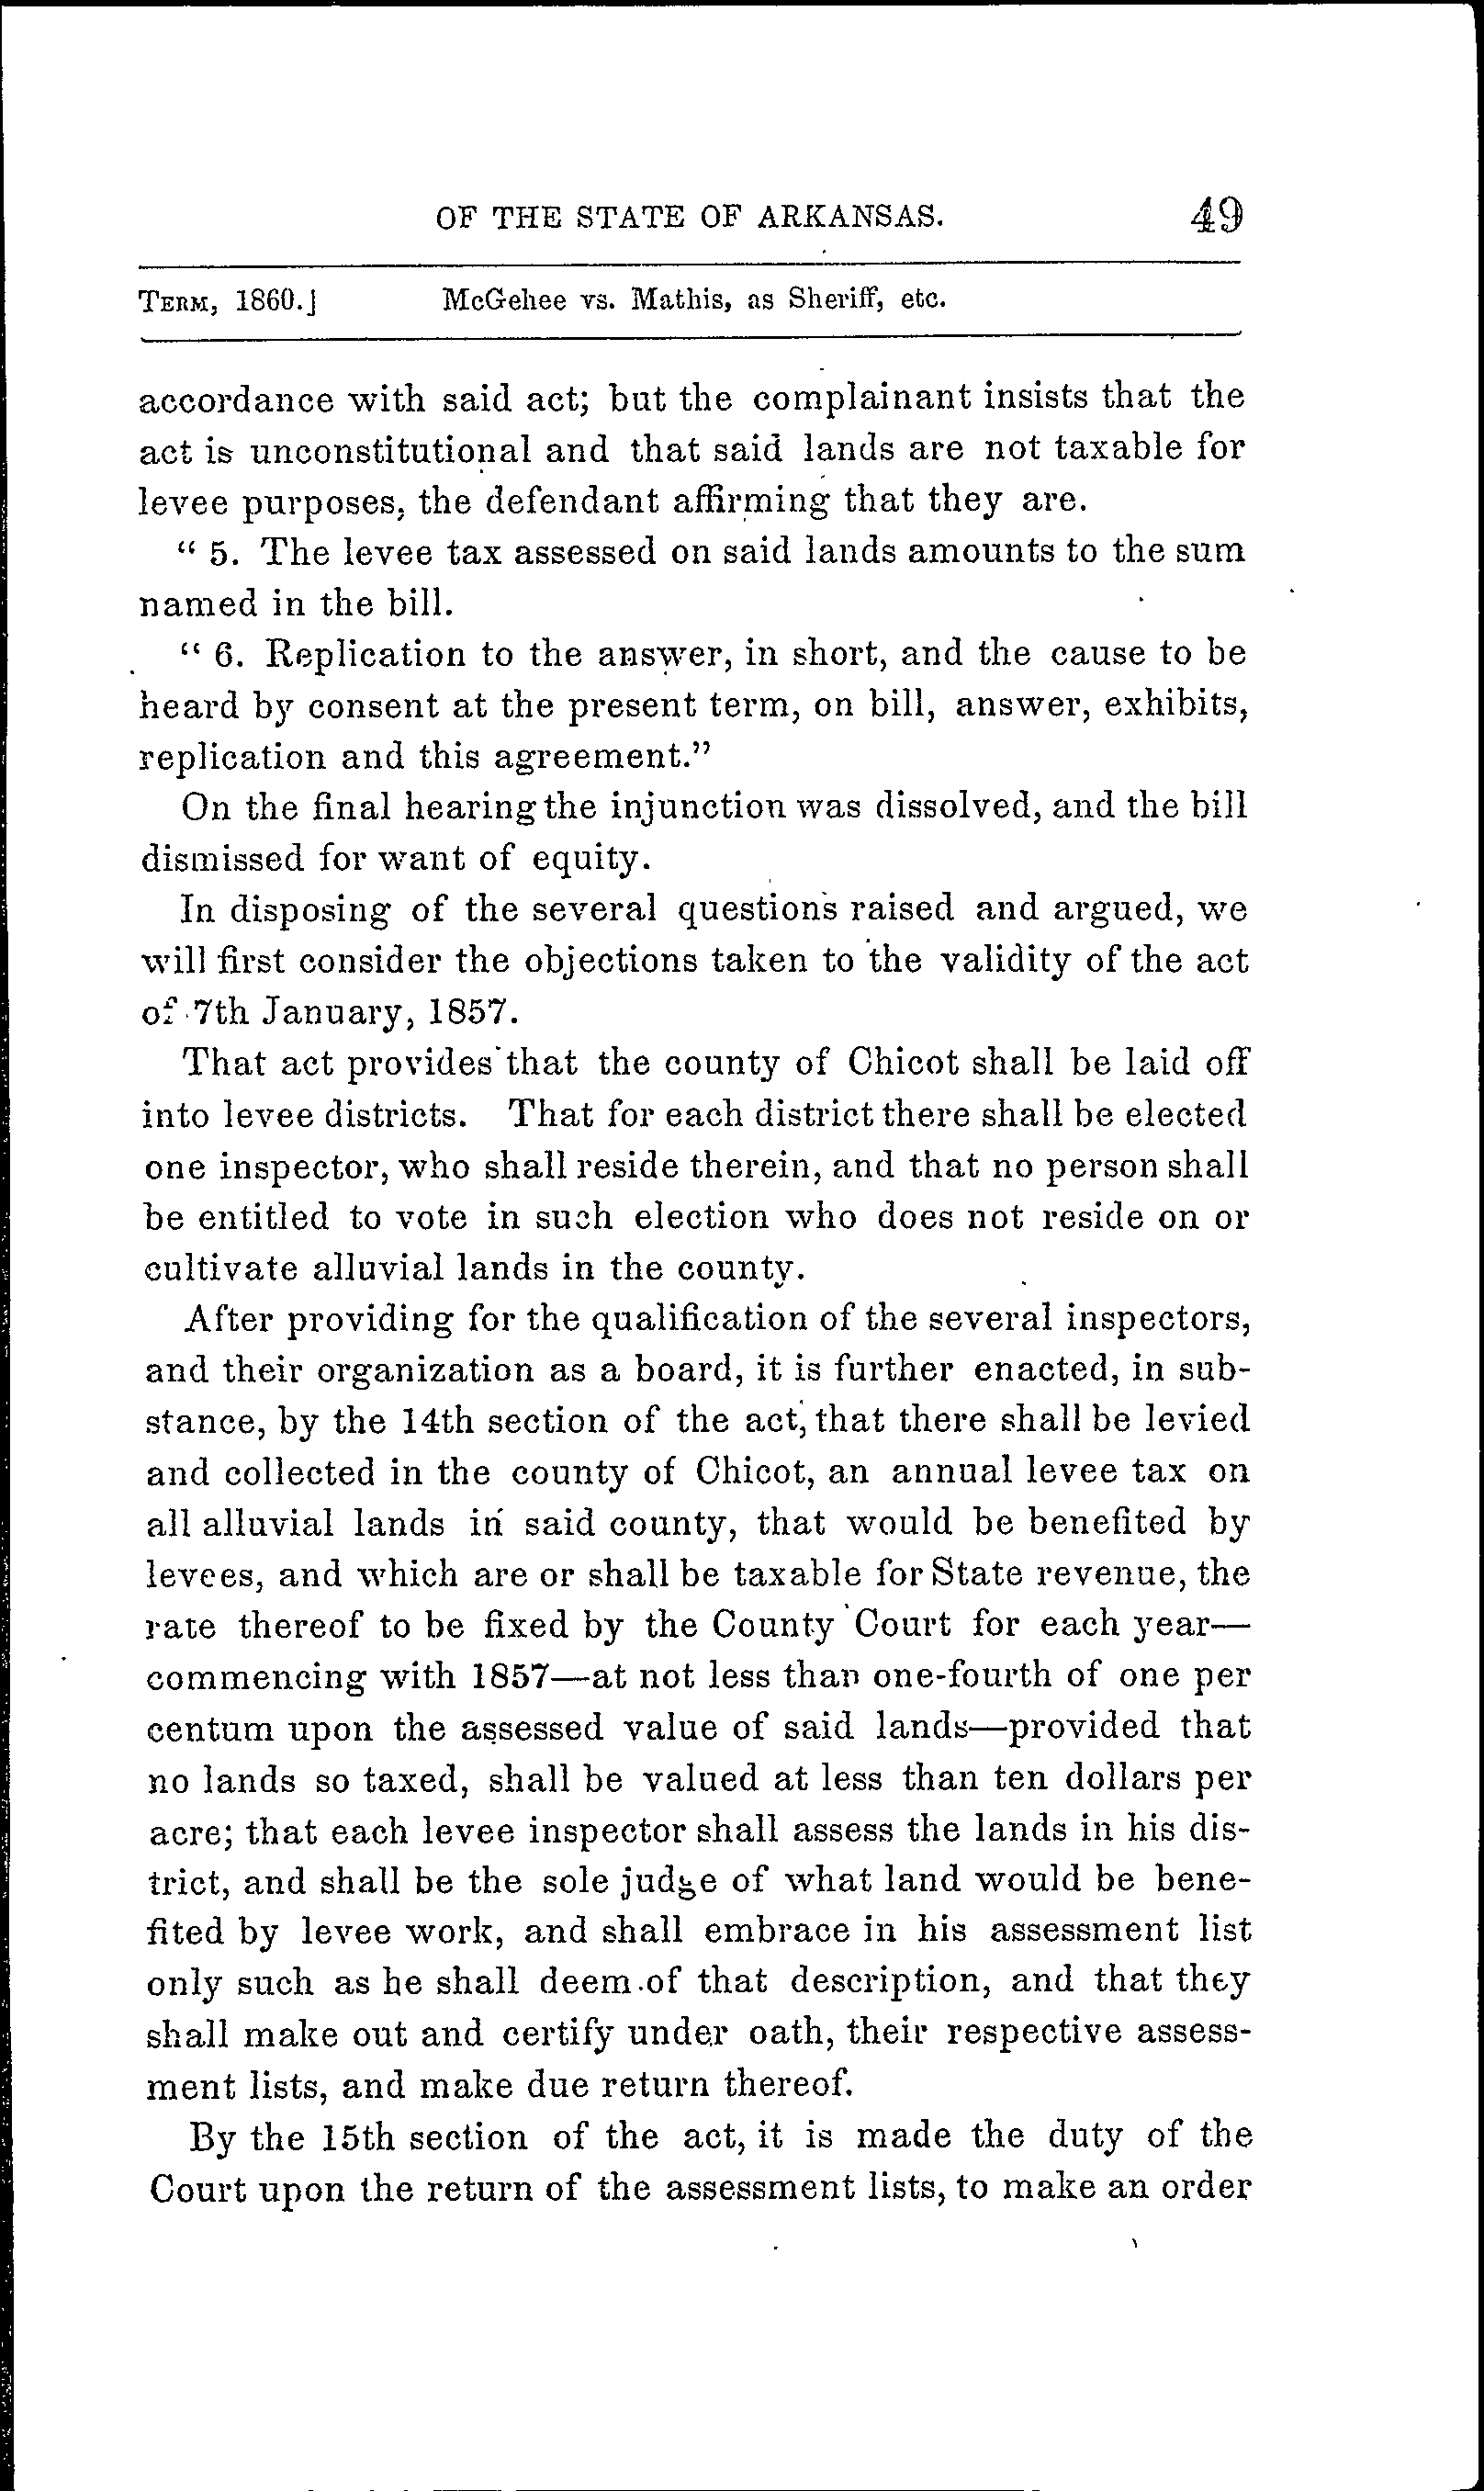 OF THE STATE OF ARKANSAS. 49
TERM, 1860.] McGehee vs. Mathis, as Sheriff, etc.
accordance with said act; but the complainant insists that the
act is unconstitutional and that said lands are not taxable for
levee purposes, the defendant affirming that they are.
“ 5. The levee tax assessed on said lands amounts to the sum
named in the bill.
“ 6. Replication to the answer, in short, and the cause to be
heard by consent at the present term, on bill, answer, exhibits,
replication and this agreement.”
On the final hearing the injunction was dissolved, and the bill
dismissed for want of equity.
In disposing of the several questions raised and argued, we
will first consider the objections taken to the validity of the act
of 7th January, 1857.
That act provides that the county of Chicot shall be laid off
into levee districts. That for each district there shall be elected
one inspector, who shall reside therein, and that no person shall
be entitled to vote in such election who does not reside on or
cultivate alluvial lands in the county.
After providing for the qualification of the several inspectors,
and their organization as a board, it is further enacted, in sub-
stance, by the 14th section of the act, that there shall be levied
and collected in the county of Chicot, an annual levee tax on
all alluvial lands in said county, that would be benefited by
levees, and which are or shall be taxable for State revenue, the
rate thereof to be fixed by the County Court for each year—
commencing with 1857—at not less than one-fourth of one per
centum upon the assessed value of said lands—provided that
no lands so taxed, shall be valued at less than ten dollars per
acre; that each levee inspector shall assess the lands in his dis-
trict, and shall be the sole judge of what land would be bene-
fited by levee work, and shall embrace in his assessment list
only such as he shall deem of that description, and that they
shall make out and certify under oath, their respective assess-
ment lists, and make due return thereof.
By the 15th section of the act, it is made the duty of the
Court upon the return of the assessment lists, to make an order